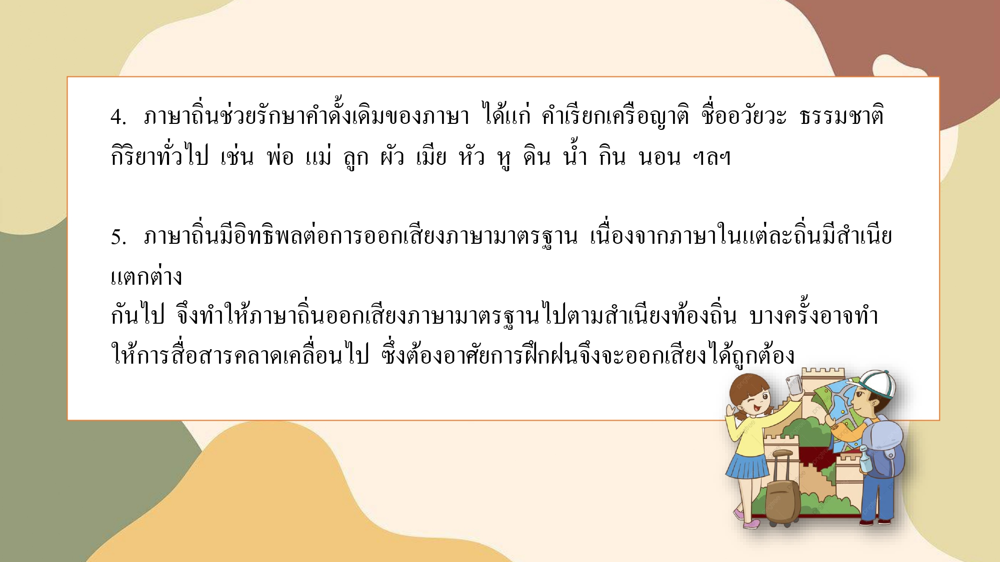 4. ภาษาถิ่นช่วยรักษาคำดั้งเดิมของภาษา ได้แก่ คำเรียกเครือญาติ ชื่ออวัยวะ ธรรมชาติ
กิริยาทั่วไป เช่น พ่อ แม่ ลูก ผัว เมีย หัว หู ดิน น้ำ กิน นอน ฯลฯ
5. ภาษาถิ่นมีอิทธิพลต่อการออกเสียงภาษามาตรฐาน เนื่องจากภาษาในแต่ละถิ่นมีสำเนีย
แตกต่าง
กันไป จึงทำให้ภาษาถิ่นออกเสียงภาษามาตรฐานไปตามสำเนียงท้องถิ่น บางครั้งอาจทำ
ให้การสื่อสารคลาดเคลื่อนไป ซึ่งต้องอาศัยการฝึกฝนจึงจะออกเสียงได้ถูกต้อง